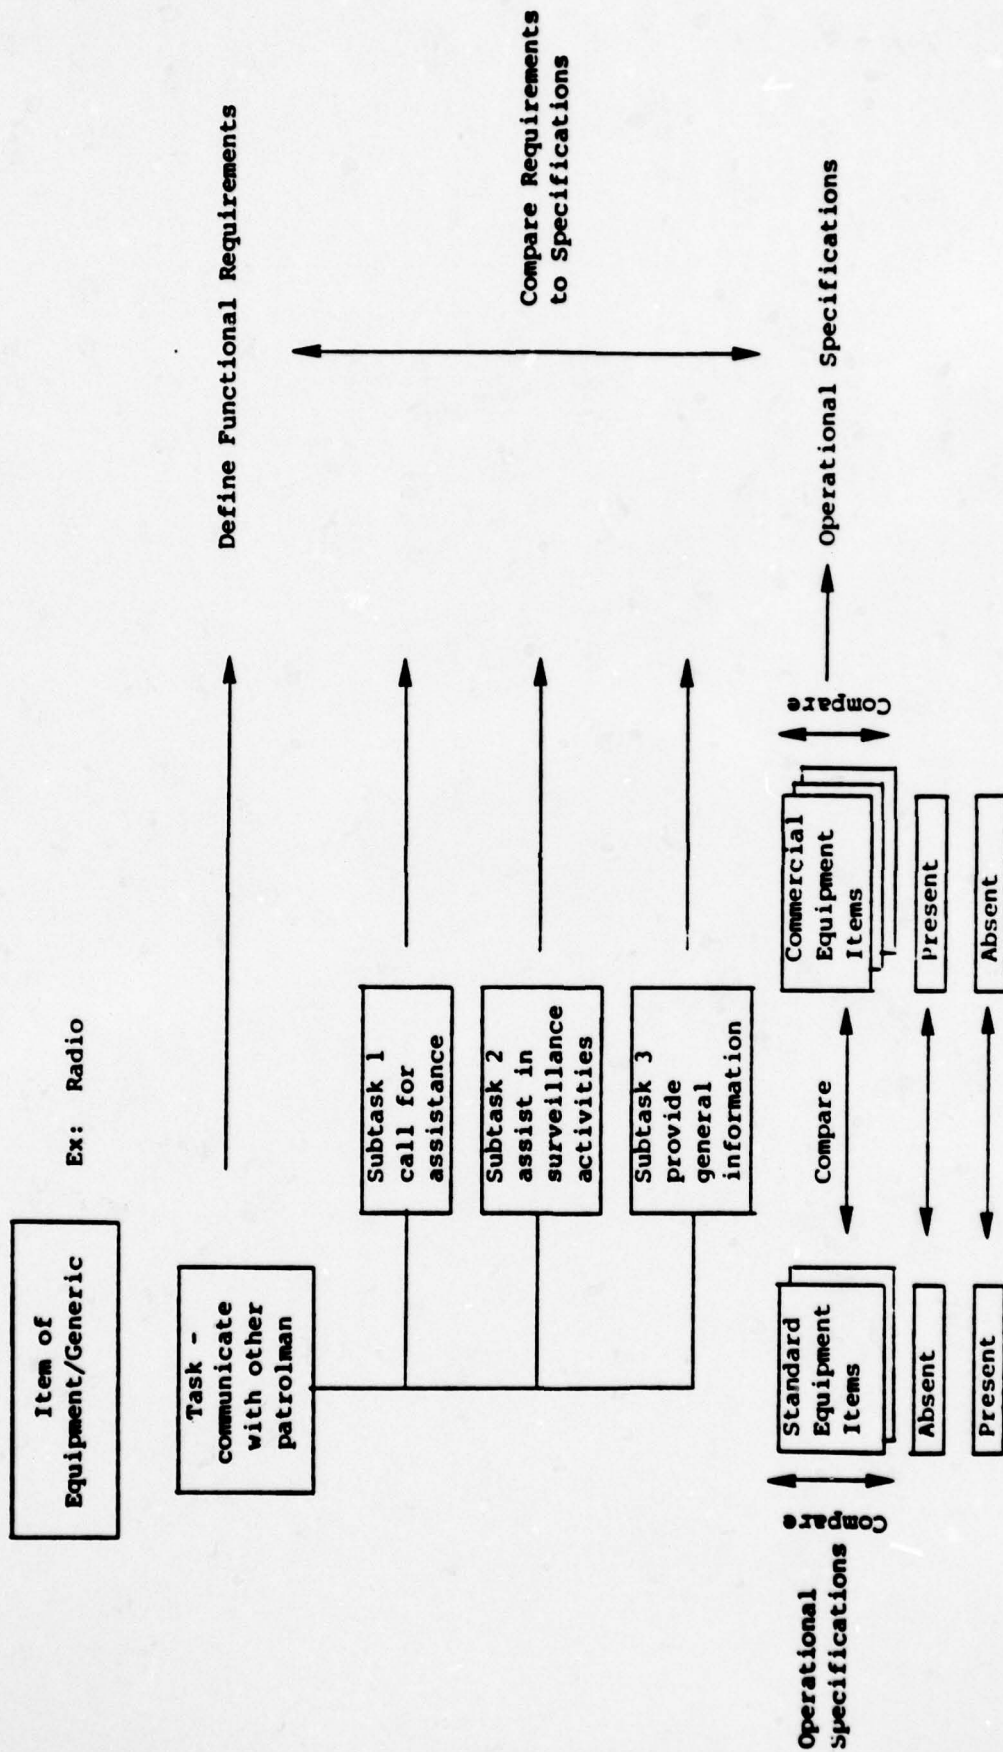 Item of
Equipment/Generic
Ex: Radio
Task -
communicate
with other
patrolman
Define Functional Requirements
Subtask 1
call for
assistance
Subtask 2
assist in
surveillance
activities
Subtask 3
provide
general
information
Compare Requirements
to Specifications
Operational
Specifications
Compare
Standard
Equipment
Items
Compare
Commercial
Equipment
Items
Compare
Operational Specifications
Absent
Present
Present
Absent